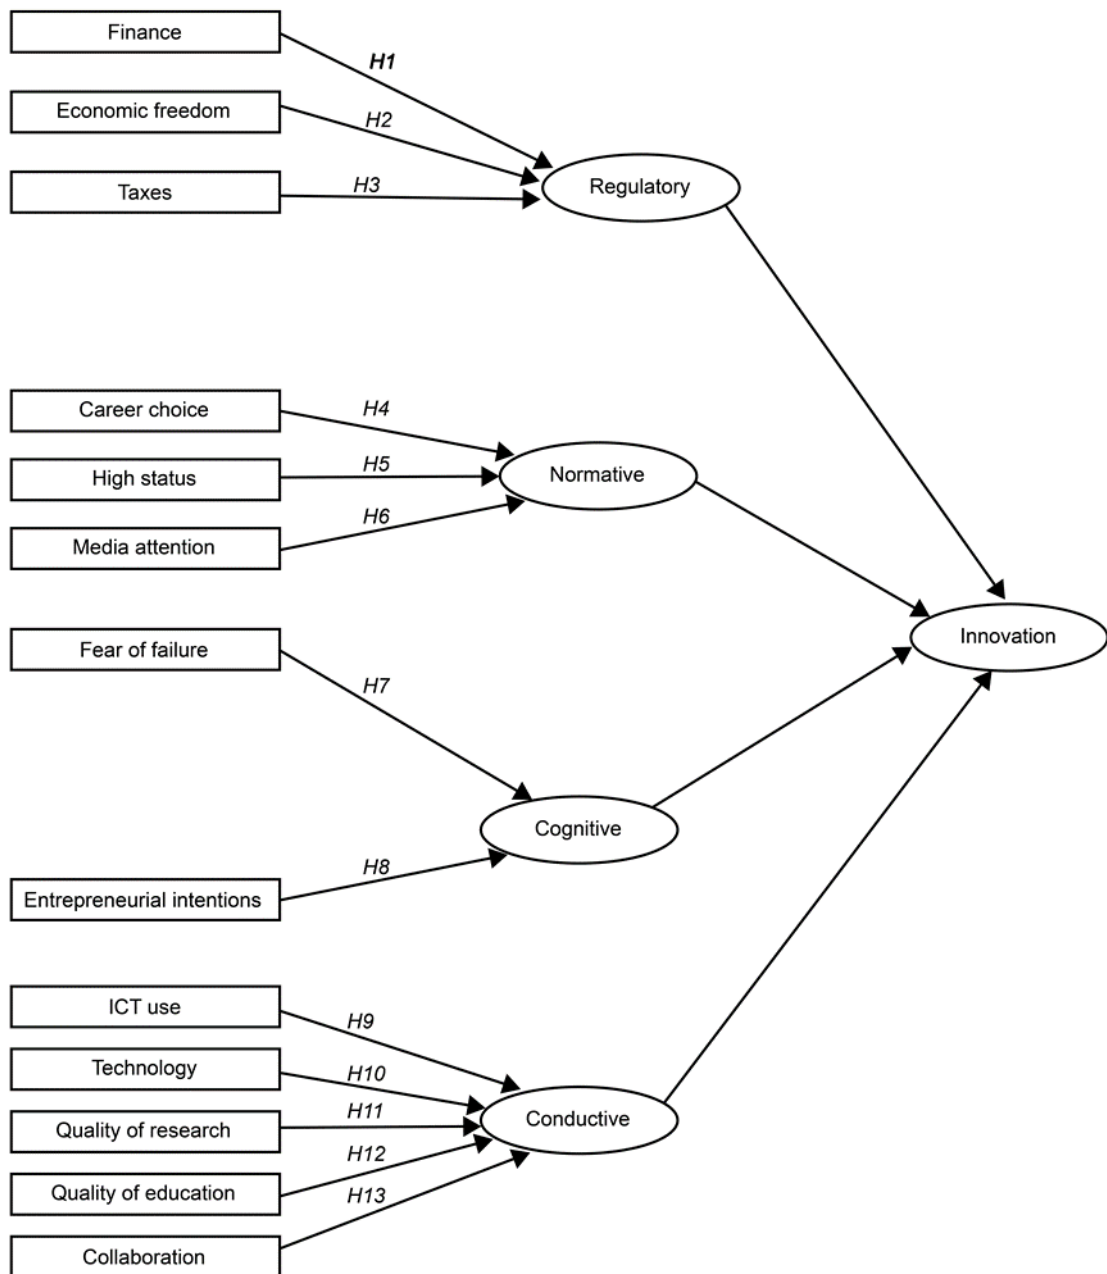 Finance
H1
Economic freedom
H2
Taxes
H3
Regulatory
Career choice
H4
High status
H5
Normative
Media attention
H6
Fear of failure
H7
Innovation
Cognitive
Entrepreneurial intentions
H8
ICT use
H9
Technology
H10
Quality of research
H11
Conductive
Quality of education
H12
Collaboration
H13